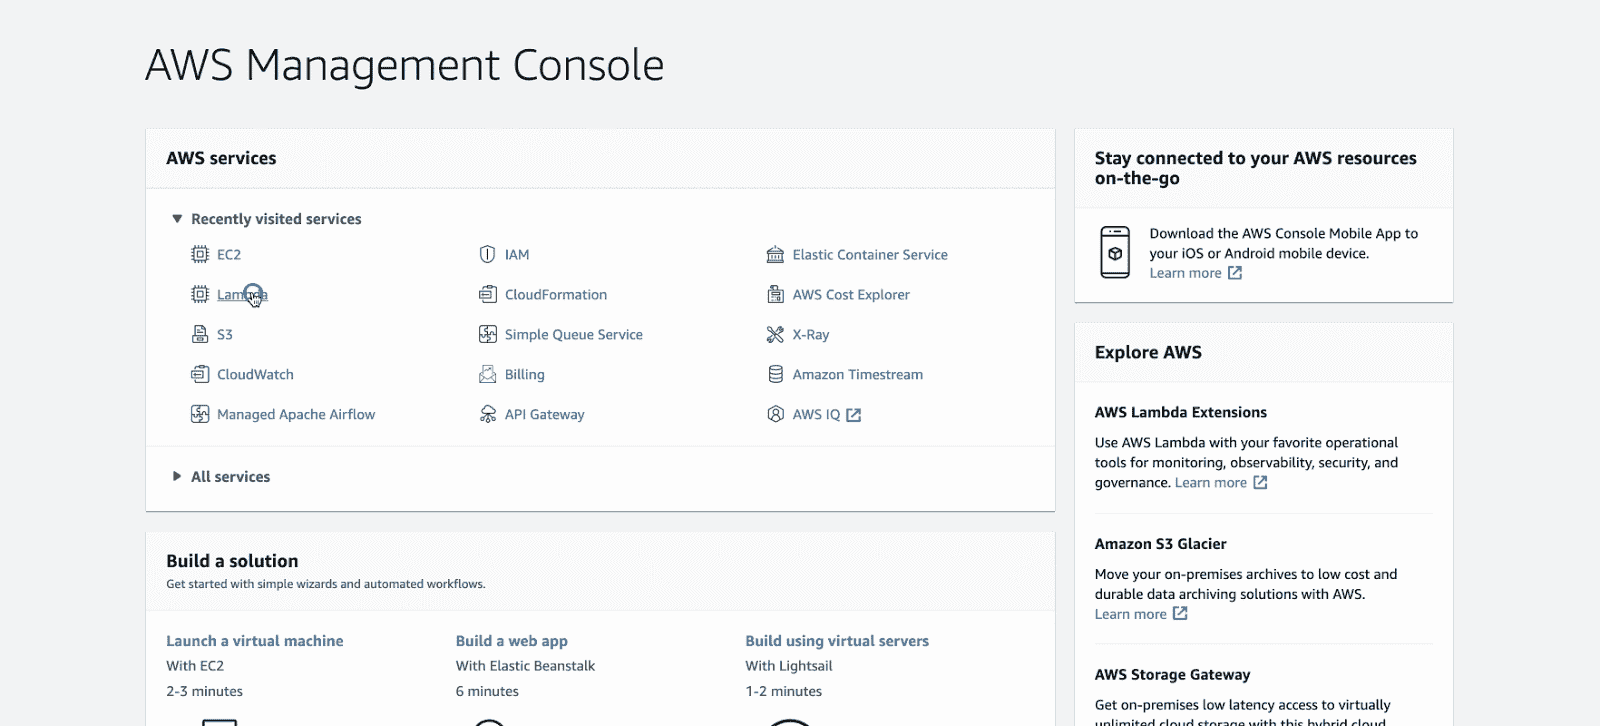 AWS Management Console
AWS services
Recently visited services
EC2
IAM
Elastic Container Service
Lambda
CloudFormation
AWS Cost Explorer
S3
Simple Queue Service
X-Ray
CloudWatch
Billing
Amazon Timestream
Managed Apache Airflow
API Gateway
AWS IQ
All services
Build a solution
Get started with simple wizards and automated workflows.
Launch a virtual machine
With EC2
2-3 minutes
Build a web app
With Elastic Beanstalk
6 minutes
Build using virtual servers
With Lightsail
1-2 minutes
Stay connected to your AWS resources
on-the-go
Download the AWS Console Mobile App to
your iOS or Android mobile device.
Learn more
Explore AWS
AWS Lambda Extensions
Use AWS Lambda with your favorite operational
tools for monitoring, observability, security, and
governance. Learn more
Amazon S3 Glacier
Move your on-premises archives to low cost and
durable data archiving solutions with AWS.
Learn more
AWS Storage Gateway
Get on-premises low latency access to virtually
unlimited cloud storage with this hybrid cloud